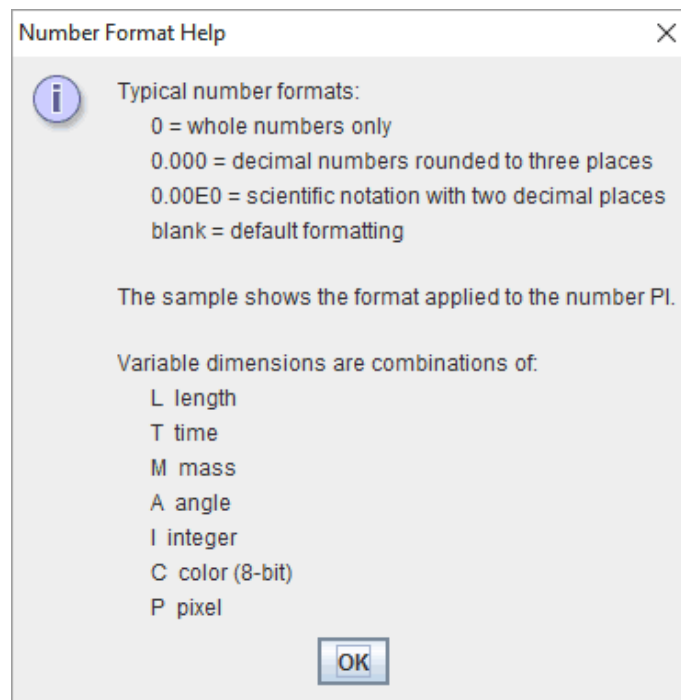 Number Format Help
Typical number formats:
0 = whole numbers only
0.000 = decimal numbers rounded to three places
0.00E0 = scientific notation with two decimal places
blank = default formatting
The sample shows the format applied to the number PI.
Variable dimensions are combinations of:
L length
T time
M mass
A angle
I integer
C color (8-bit)
P pixel
OK